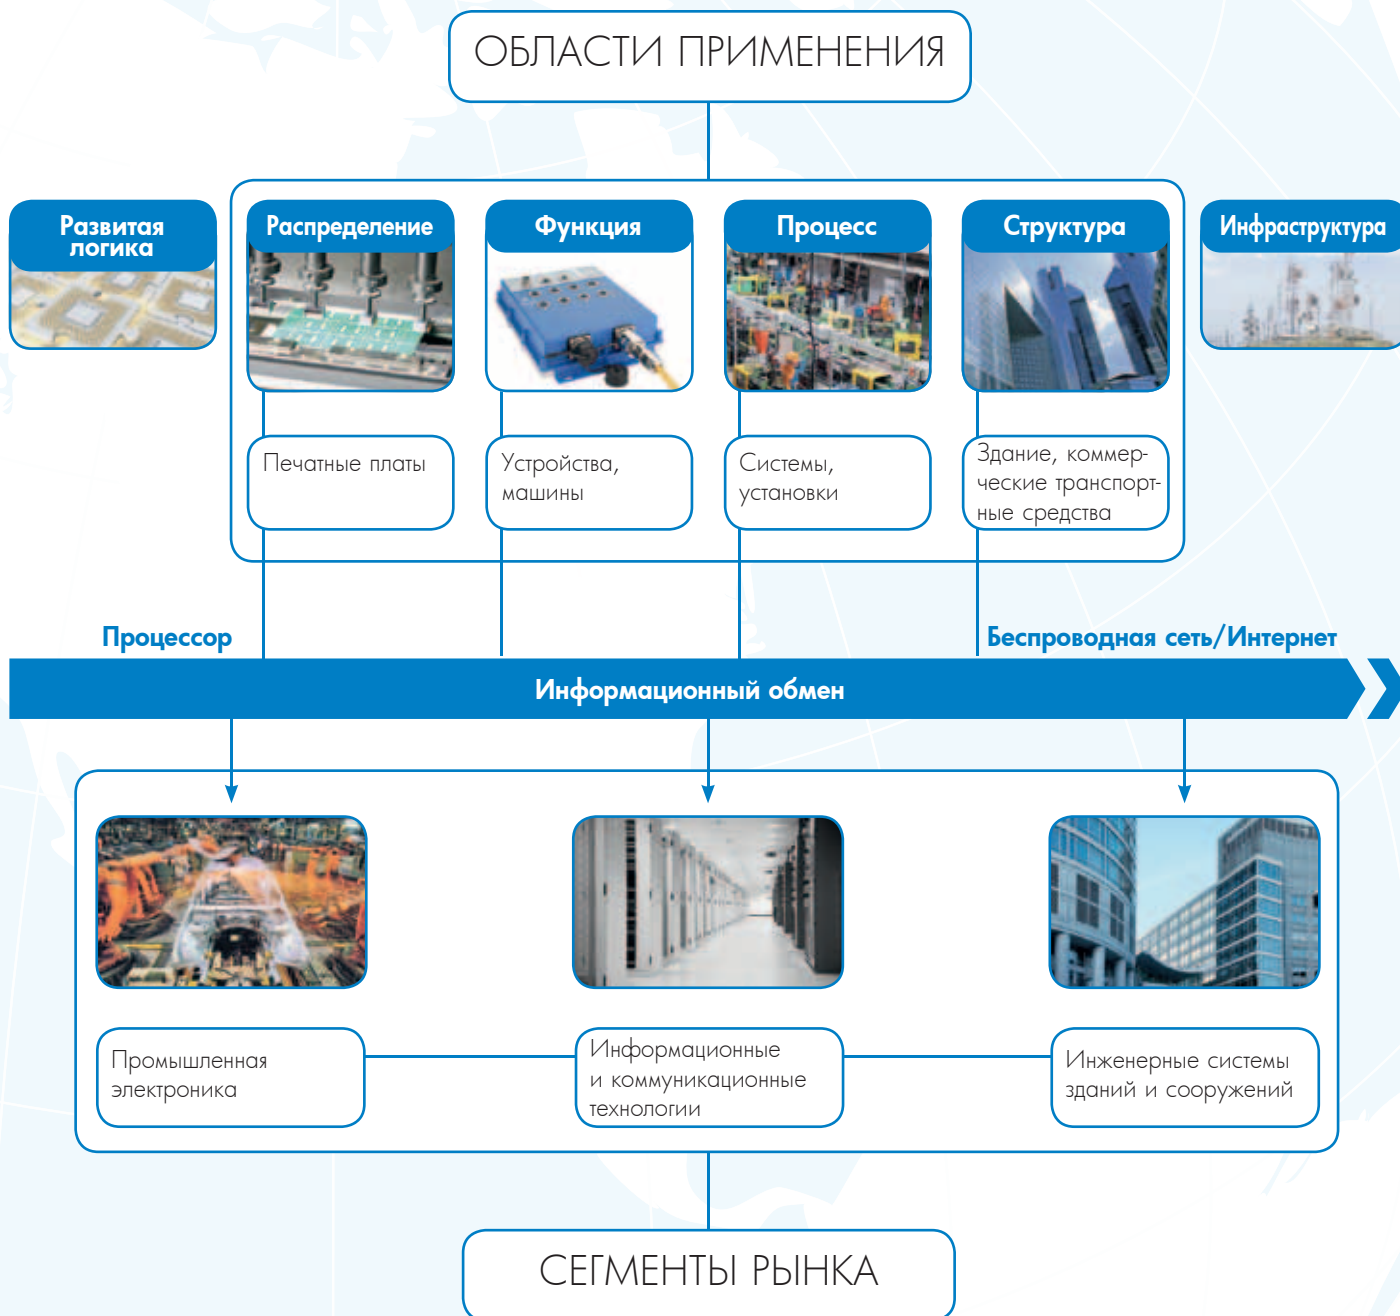 ОБЛАСТИ ПРИМЕНЕНИЯ
Развитая
логика
Распределение
Функция
Процесс
Структура
Инфраструктура
Печатные платы
Устройства,
машины
Системы,
установки
Здание, коммер-
ческие транспорт-
ные средства
Процессор
Беспроводная сеть/Интернет
Информационный обмен
Промышленная
электроника
Информационные
и коммуникационные
технологии
Инженерные системы
зданий и сооружений
СЕГМЕНТЫ РЫНКА